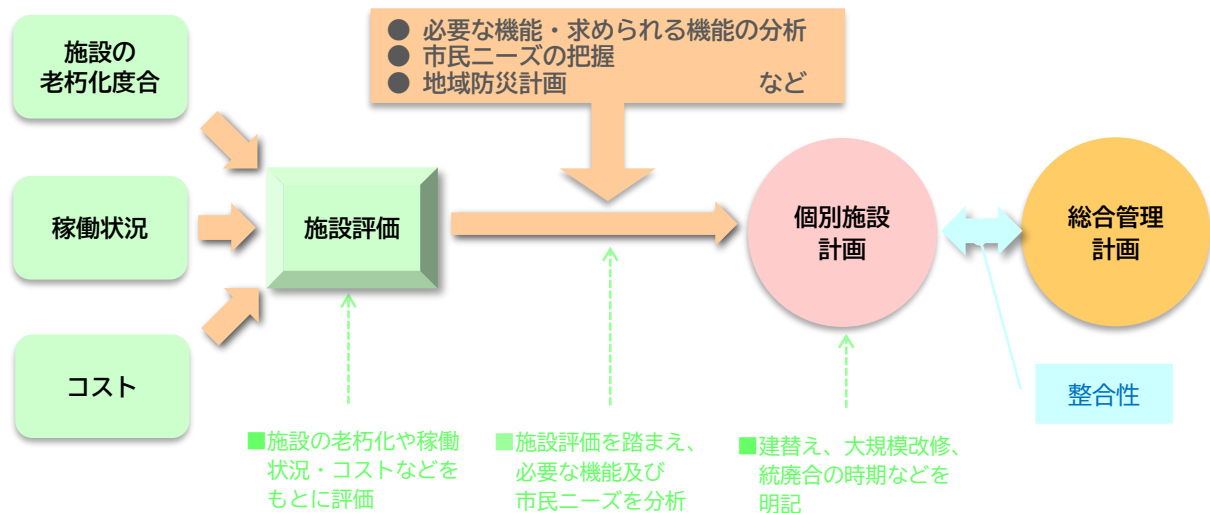 施設の
老朽化度合
稼働状況
コスト
● 必要な機能・求められる機能の分析
● 市民ニーズの把握
● 地域防災計画 など
施設評価
個別施設
計画
総合管理
計画
整合性
■施設の老朽化や稼働
状況・コストなどを
もとに評価
■施設評価を踏まえ、
必要な機能及び
市民ニーズを分析
■建替え、大規模改修、
統廃合の時期などを
明記